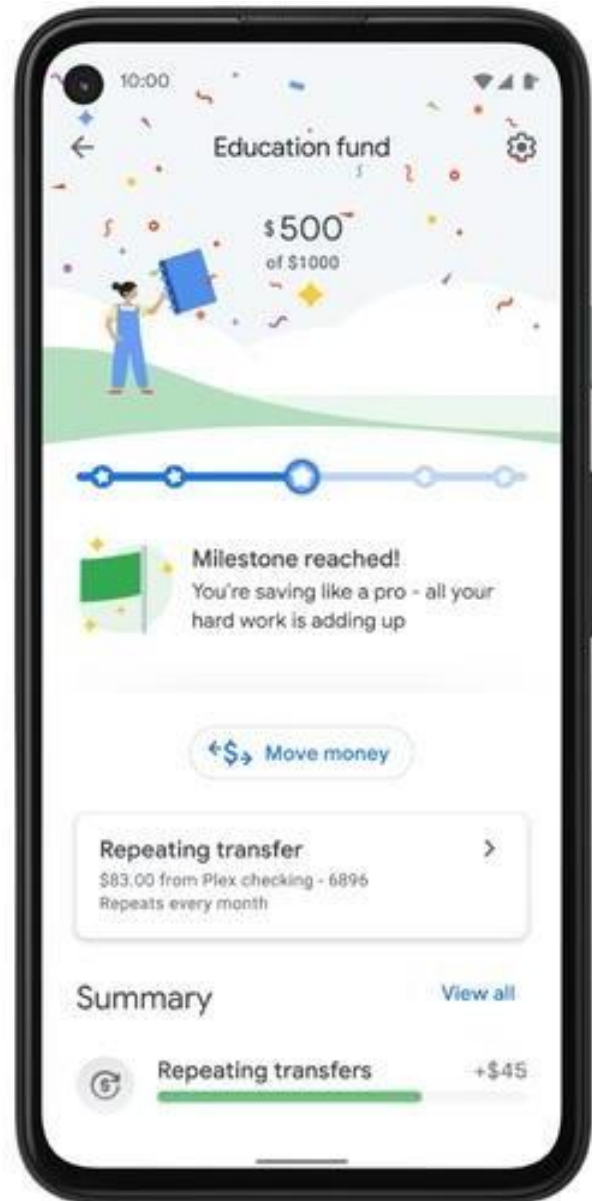 10:00
Education fund
$500
of $1000
Milestone reached!
You're saving like a pro - all your
hard work is adding up
Move money
Repeating transfer
$83.00 from Plex checking - 6896
Repeats every month
Summary
View all
Repeating transfers
+$45